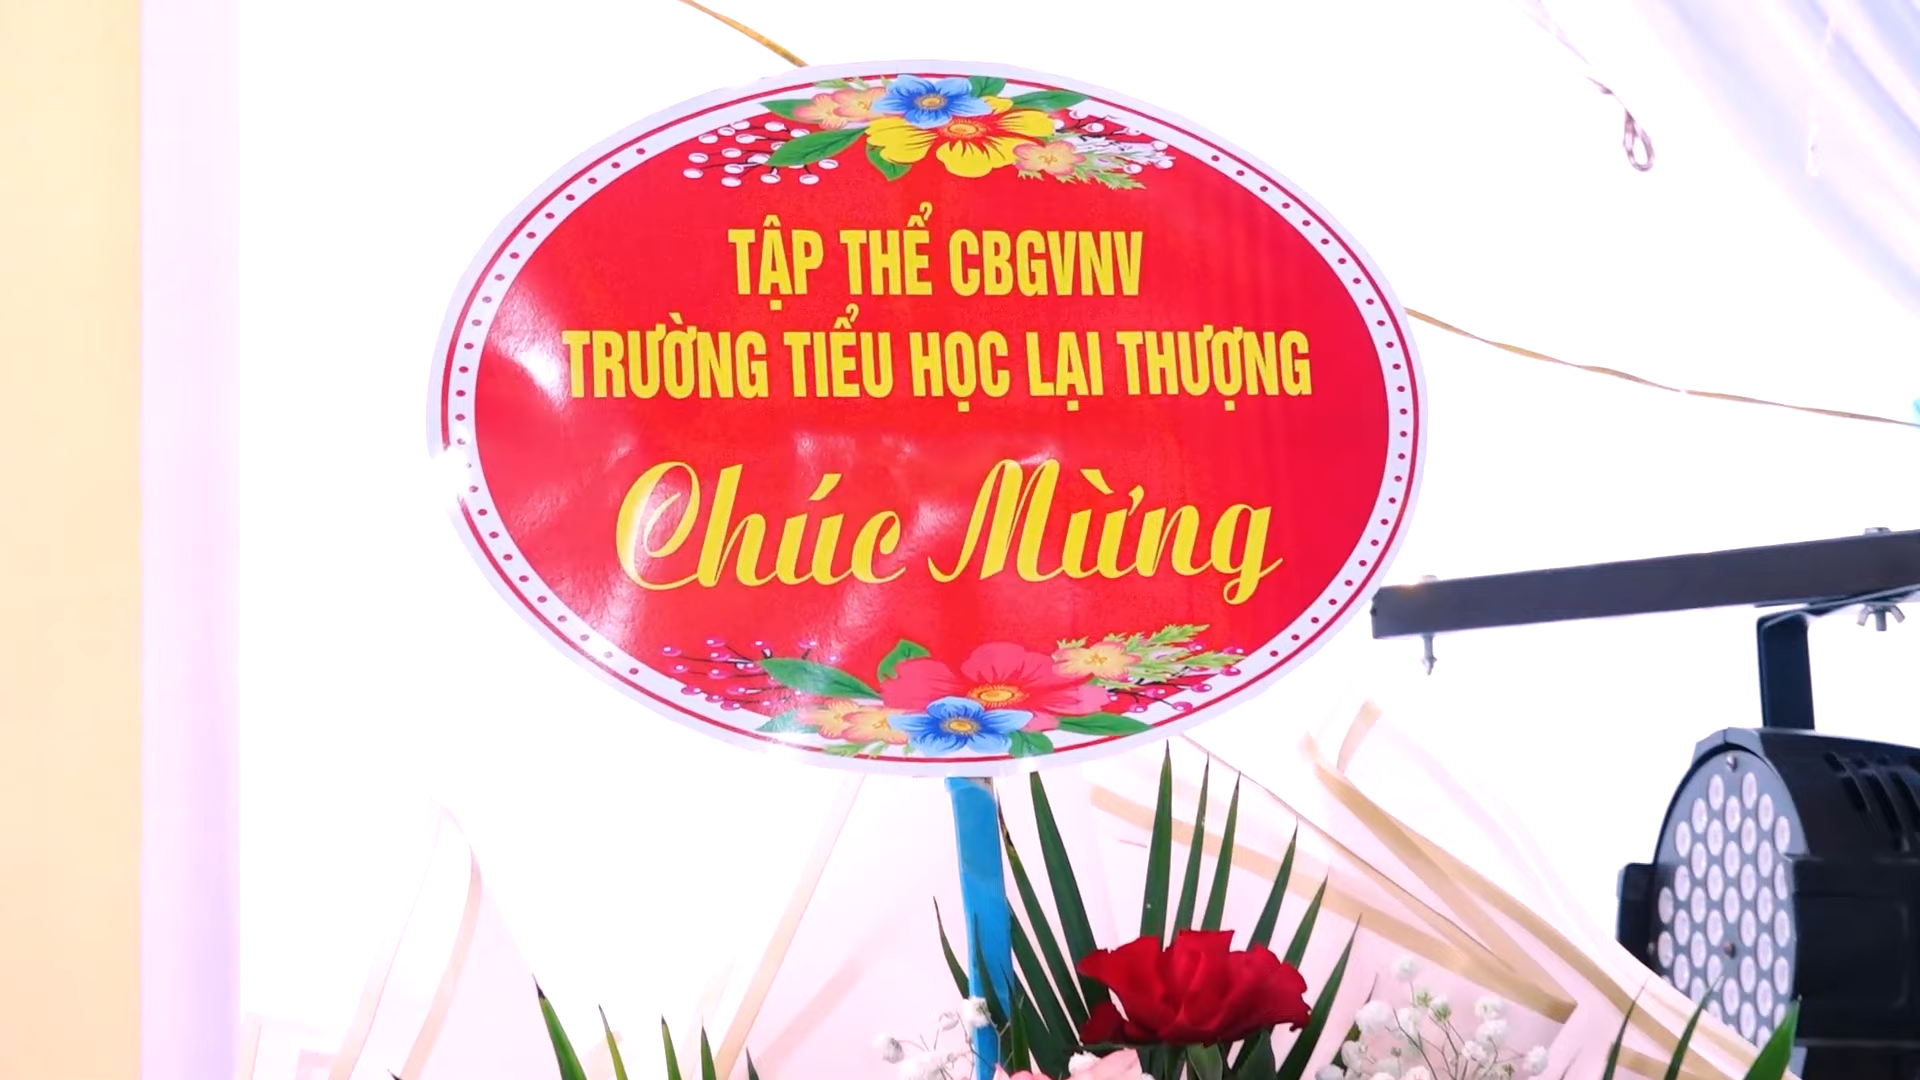 TẬP THỂ CBGVNV
TRƯỜNG TIỂU HỌC LẠI THƯỢNG
Chúc Mừng